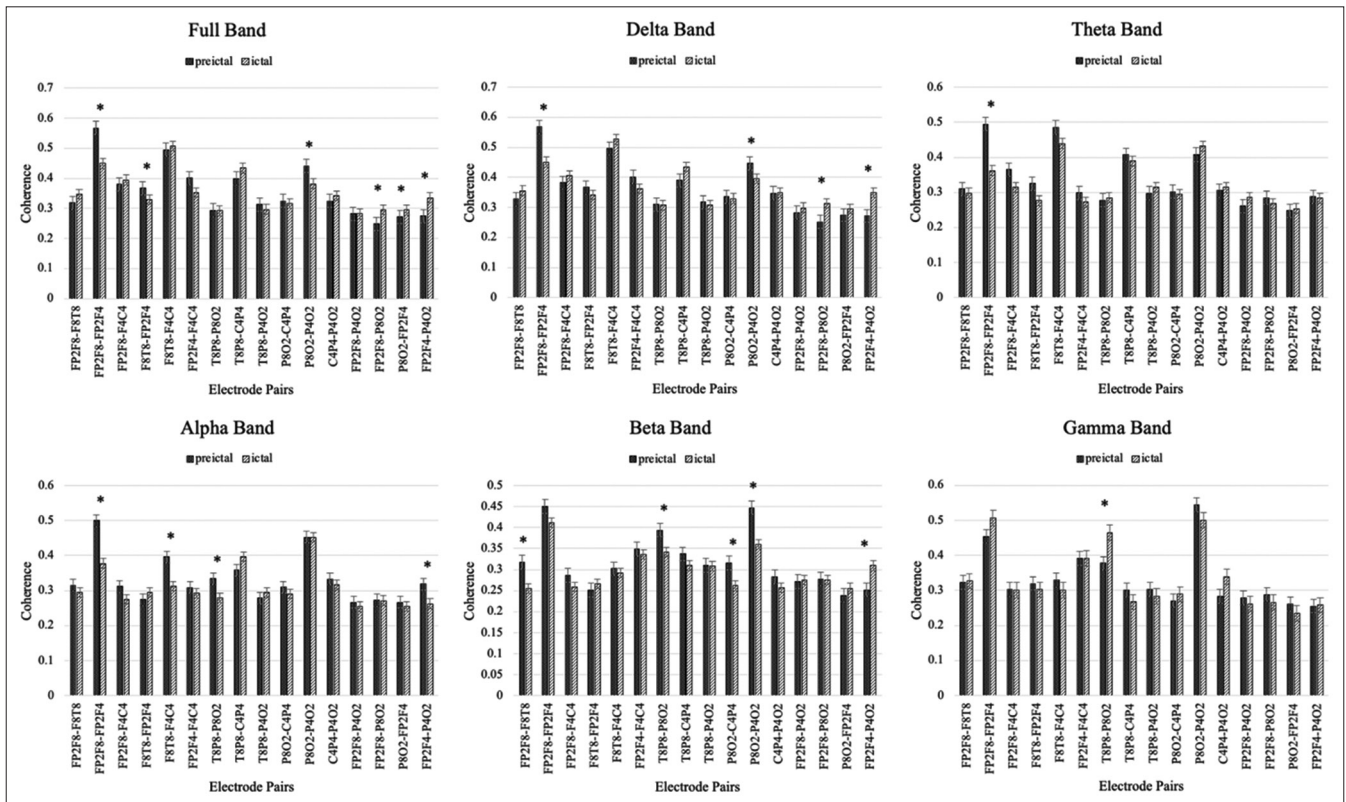 Full Band
preictal ictal
0.7
0.6
0.5
0.4
0.3
0.2
0.1
0
Coherence
* * * * * *
FP2F8-F8T8
FP2F8-FP2F4
FP2F8-F4C4
F8T8-FP2F4
F8T8-F4C4
FP2F4-F4C4
T8P8-P8O2
T8P8-C4P4
T8P8-P4O2
P8O2-C4P4
P8O2-P4O2
C4P4-P4O2
FP2F8-P4O2
FP2F8-P8O2
P8O2-FP2F4
FP2F4-P4O2
Electrode Pairs
Delta Band
preictal ictal
0.7
0.6
0.5
0.4
0.3
0.2
0.1
0
Coherence
* * * *
FP2F8-F8T8
FP2F8-FP2F4
FP2F8-F4C4
F8T8-FP2F4
F8T8-F4C4
FP2F4-F4C4
T8P8-P8O2
T8P8-C4P4
T8P8-P4O2
P8O2-C4P4
P8O2-P4O2
C4P4-P4O2
FP2F8-P4O2
FP2F8-P8O2
P8O2-FP2F4
FP2F4-P4O2
Electrode Pairs
Theta Band
preictal ictal
0.6
0.5
0.4
0.3
0.2
0.1
0
Coherence
*
FP2F8-F8T8
FP2F8-FP2F4
FP2F8-F4C4
F8T8-FP2F4
F8T8-F4C4
FP2F4-F4C4
T8P8-P8O2
T8P8-C4P4
T8P8-P4O2
P8O2-C4P4
P8O2-P4O2
C4P4-P4O2
FP2F8-P4O2
FP2F8-P8O2
P8O2-FP2F4
FP2F4-P4O2
Electrode Pairs
Alpha Band
preictal ictal
0.6
0.5
0.4
0.3
0.2
0.1
0
Coherence
* * * *
FP2F8-F8T8
FP2F8-FP2F4
FP2F8-F4C4
F8T8-FP2F4
F8T8-F4C4
FP2F4-F4C4
T8P8-P8O2
T8P8-C4P4
T8P8-P4O2
P8O2-C4P4
P8O2-P4O2
C4P4-P4O2
FP2F8-P4O2
FP2F8-P8O2
P8O2-FP2F4
FP2F4-P4O2
Electrode Pairs
Beta Band
preictal ictal
0.5
0.45
0.4
0.35
0.3
0.25
0.2
0.15
0.1
0.05
0
Coherence
* * * * *
FP2F8-F8T8
FP2F8-FP2F4
FP2F8-F4C4
F8T8-FP2F4
F8T8-F4C4
FP2F4-F4C4
T8P8-P8O2
T8P8-C4P4
T8P8-P4O2
P8O2-C4P4
P8O2-P4O2
C4P4-P4O2
FP2F8-P4O2
FP2F8-P8O2
P8O2-FP2F4
FP2F4-P4O2
Electrode Pairs
Gamma Band
preictal ictal
0.6
0.5
0.4
0.3
0.2
0.1
0
Coherence
*
FP2F8-F8T8
FP2F8-FP2F4
FP2F8-F4C4
F8T8-FP2F4
F8T8-F4C4
FP2F4-F4C4
T8P8-P8O2
T8P8-C4P4
T8P8-P4O2
P8O2-C4P4
P8O2-P4O2
C4P4-P4O2
FP2F8-P4O2
FP2F8-P8O2
P8O2-FP2F4
FP2F4-P4O2
Electrode Pairs